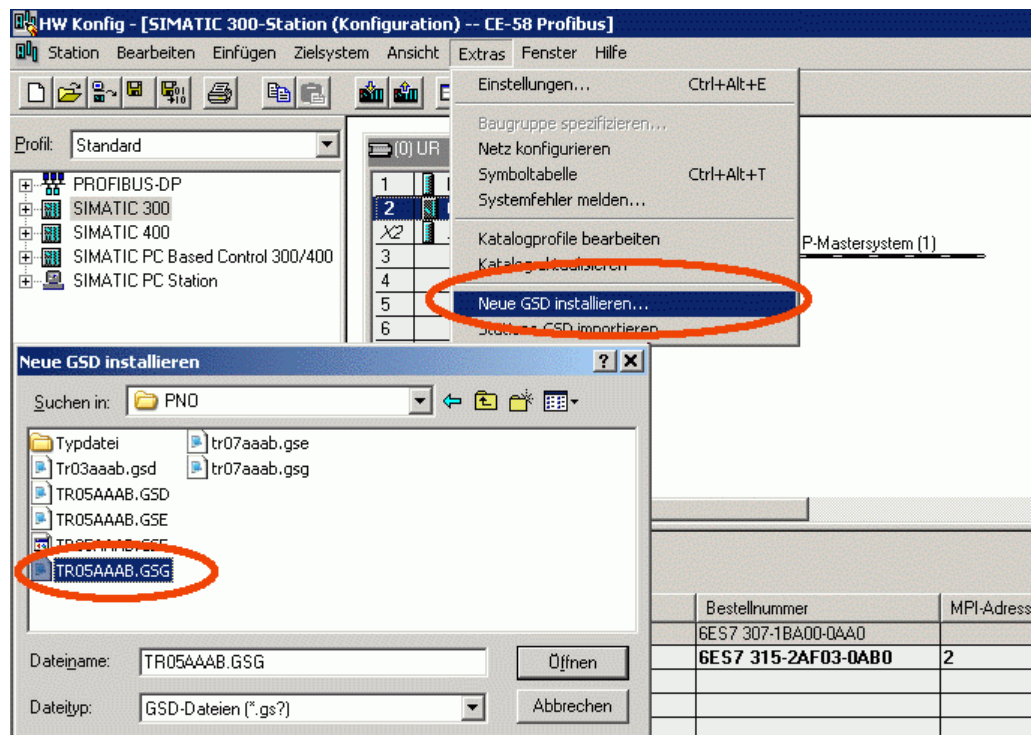 HW Konfig - [SIMATIC 300-Station (Konfiguration) -- CE-58 Profibus]
Station Bearbeiten Einfügen Zielsystem Ansicht Extras Fenster Hilfe
Einstellungen... Ctrl+Alt+E
Baugruppe spezifizieren...
Netz konfigurieren
Symboltabelle Ctrl+Alt+T
Systemfehler melden...
Katalogprofile bearbeiten
Katalog aktualisieren
Neue GSD installieren...
GSD importieren
Profil: Standard
PROFIBUS-DP
SIMATIC 300
SIMATIC 400
SIMATIC PC Based Control 300/400
SIMATIC PC Station
(0) UR
1
2
X2
3
4
5
6
P-Mastersystem (1)
Neue GSD installieren
Suchen in: PNO
Typdatei
Tr03aaab.gsd
TR05AAAB.GSD
TR05AAAB.GSE
TR05AAAB.GSG
tr07aaab.gse
tr07aaab.gsg
Dateiname: TR05AAAB.GSG Öffnen
Dateityp: GSD-Dateien (*.gs?) Abbrechen
Bestellnummer MPI-Adress
6ES7 307-1BA00-0AA0
6ES7 315-2AF03-0AB0 2